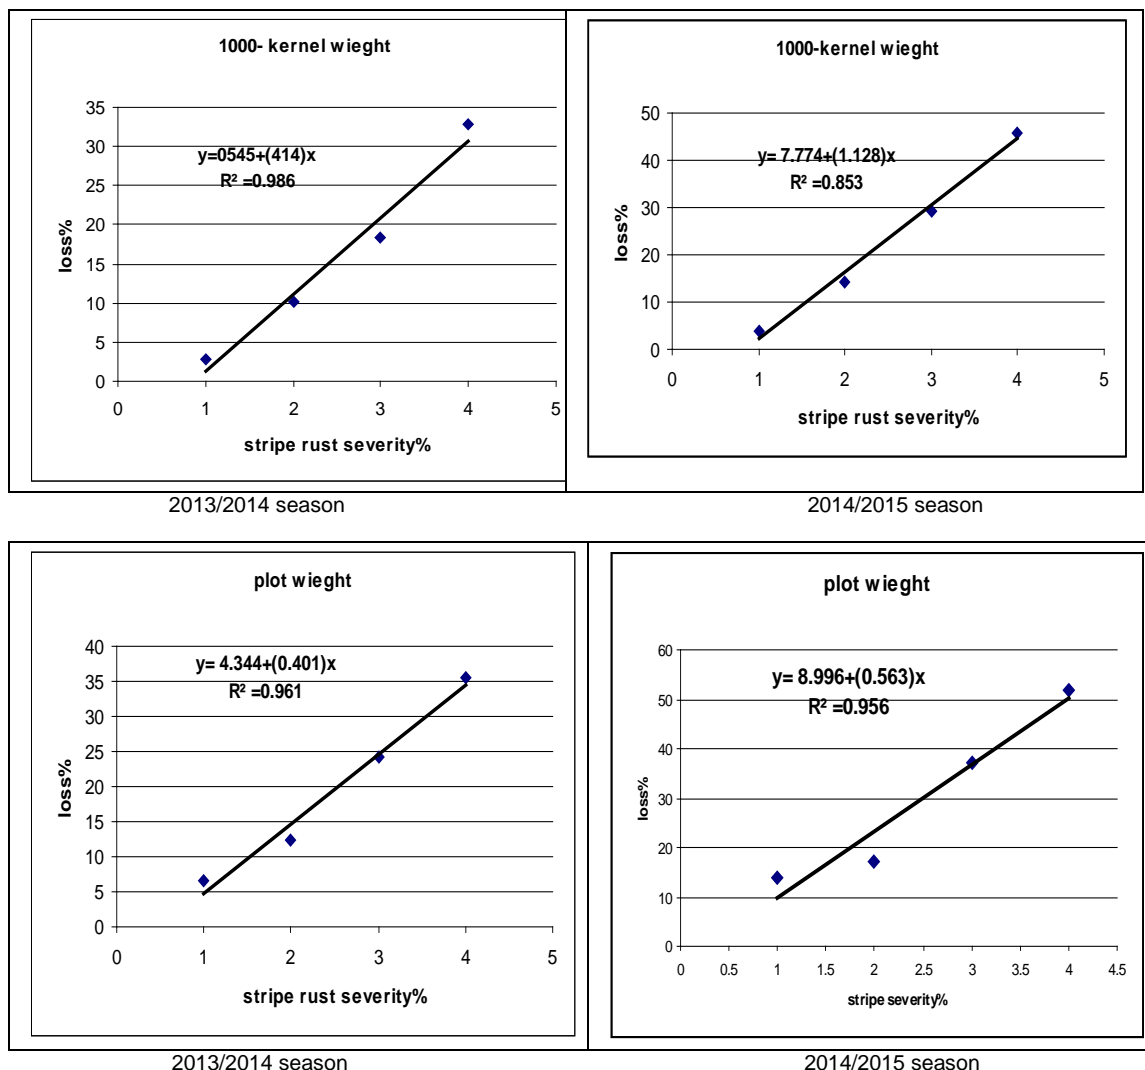 1000- kernel wieght
35
30
25
20
15
10
5
0
y=0545+(414)x
R² =0.986
loss%
0 1 2 3 4 5
stripe rust severity%
1000-kernel wieght
50
40
30
20
10
0
y= 7.774+(1.128)x
R² =0.853
loss%
0 1 2 3 4 5
stripe rust severity%
2013/2014 season
2014/2015 season
plot wieght
40
35
30
25
20
15
10
5
0
y= 4.344+(0.401)x
R² =0.961
loss%
0 1 2 3 4 5
stripe rust severity%
plot wieght
60
50
40
30
20
10
0
y= 8.996+(0.563)x
R² =0.956
loss%
0 0.5 1 1.5 2 2.5 3 3.5 4 4.5
stripe severity%
2013/2014 season
2014/2015 season